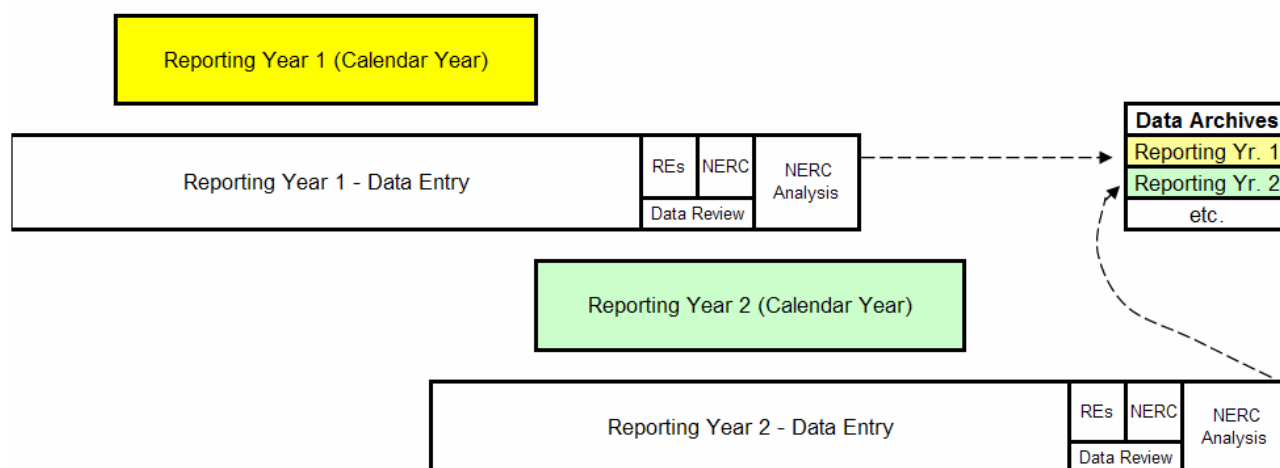 Reporting Year 1 (Calendar Year)
Data Archives
Reporting Yr. 1
Reporting Yr. 2
etc.
Reporting Year 1 - Data Entry
REs
NERC
Data Review
NERC
Analysis
Reporting Year 2 (Calendar Year)
Reporting Year 2 - Data Entry
REs
NERC
Data Review
NERC
Analysis